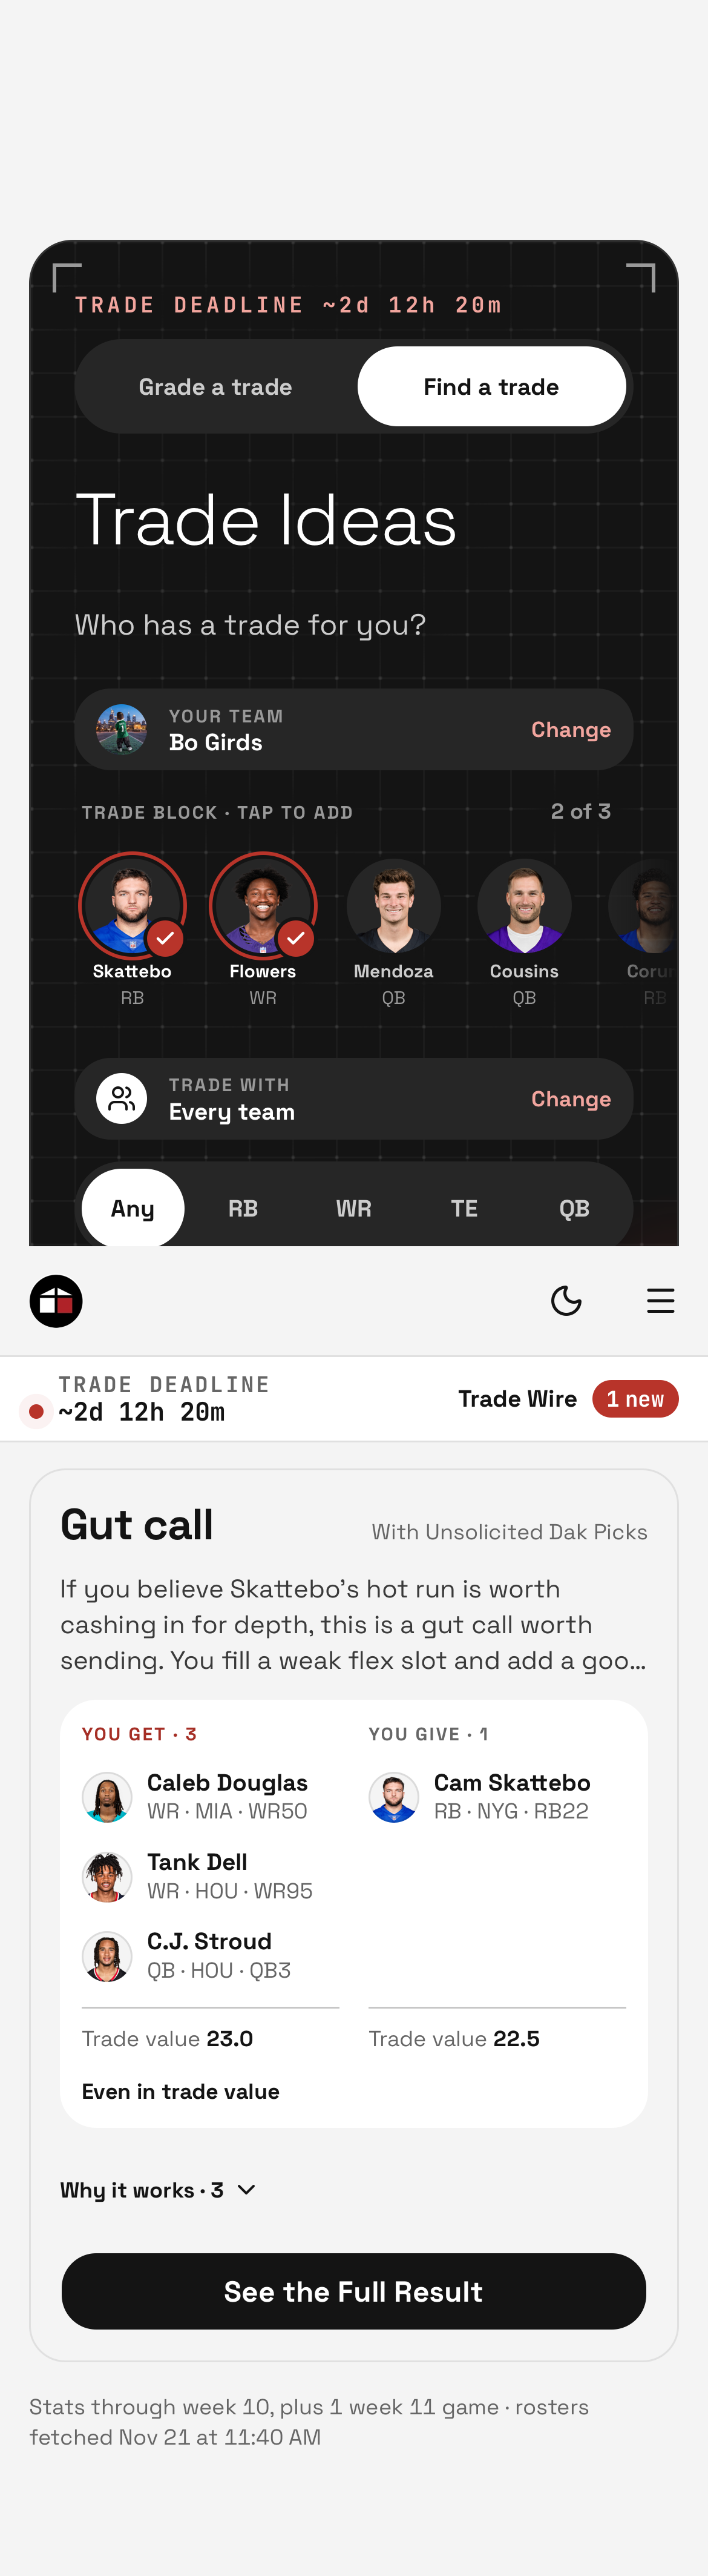 TRADE DEADLINE ~2d 12h 20m
Grade a trade
Find a trade
Trade Ideas
Who has a trade for you?
YOUR TEAM
Bo Girds
Change
TRADE BLOCK · TAP TO ADD
2 of 3
Skattebo
RB
Flowers
WR
Mendoza
QB
Cousins
QB
RB
TRADE WITH
Every team
Change
Any
RB
WR
TE
QB
TRADE DEADLINE
~2d 12h 20m
Trade Wire
1 new
Gut call
With Unsolicited Dak Picks
If you believe Skattebo’s hot run is worth
cashing in for depth, this is a gut call worth
sending. You fill a weak flex slot and add a goo…
YOU GET · 3
Caleb Douglas
WR · MIA · WR50
Tank Dell
WR · HOU · WR95
C.J. Stroud
QB · HOU · QB3
Trade value 23.0
YOU GIVE · 1
Cam Skattebo
RB · NYG · RB22
Trade value 22.5
Even in trade value
Why it works · 3
See the Full Result
Stats through week 10, plus 1 week 11 game · rosters
fetched Nov 21 at 11:40 AM